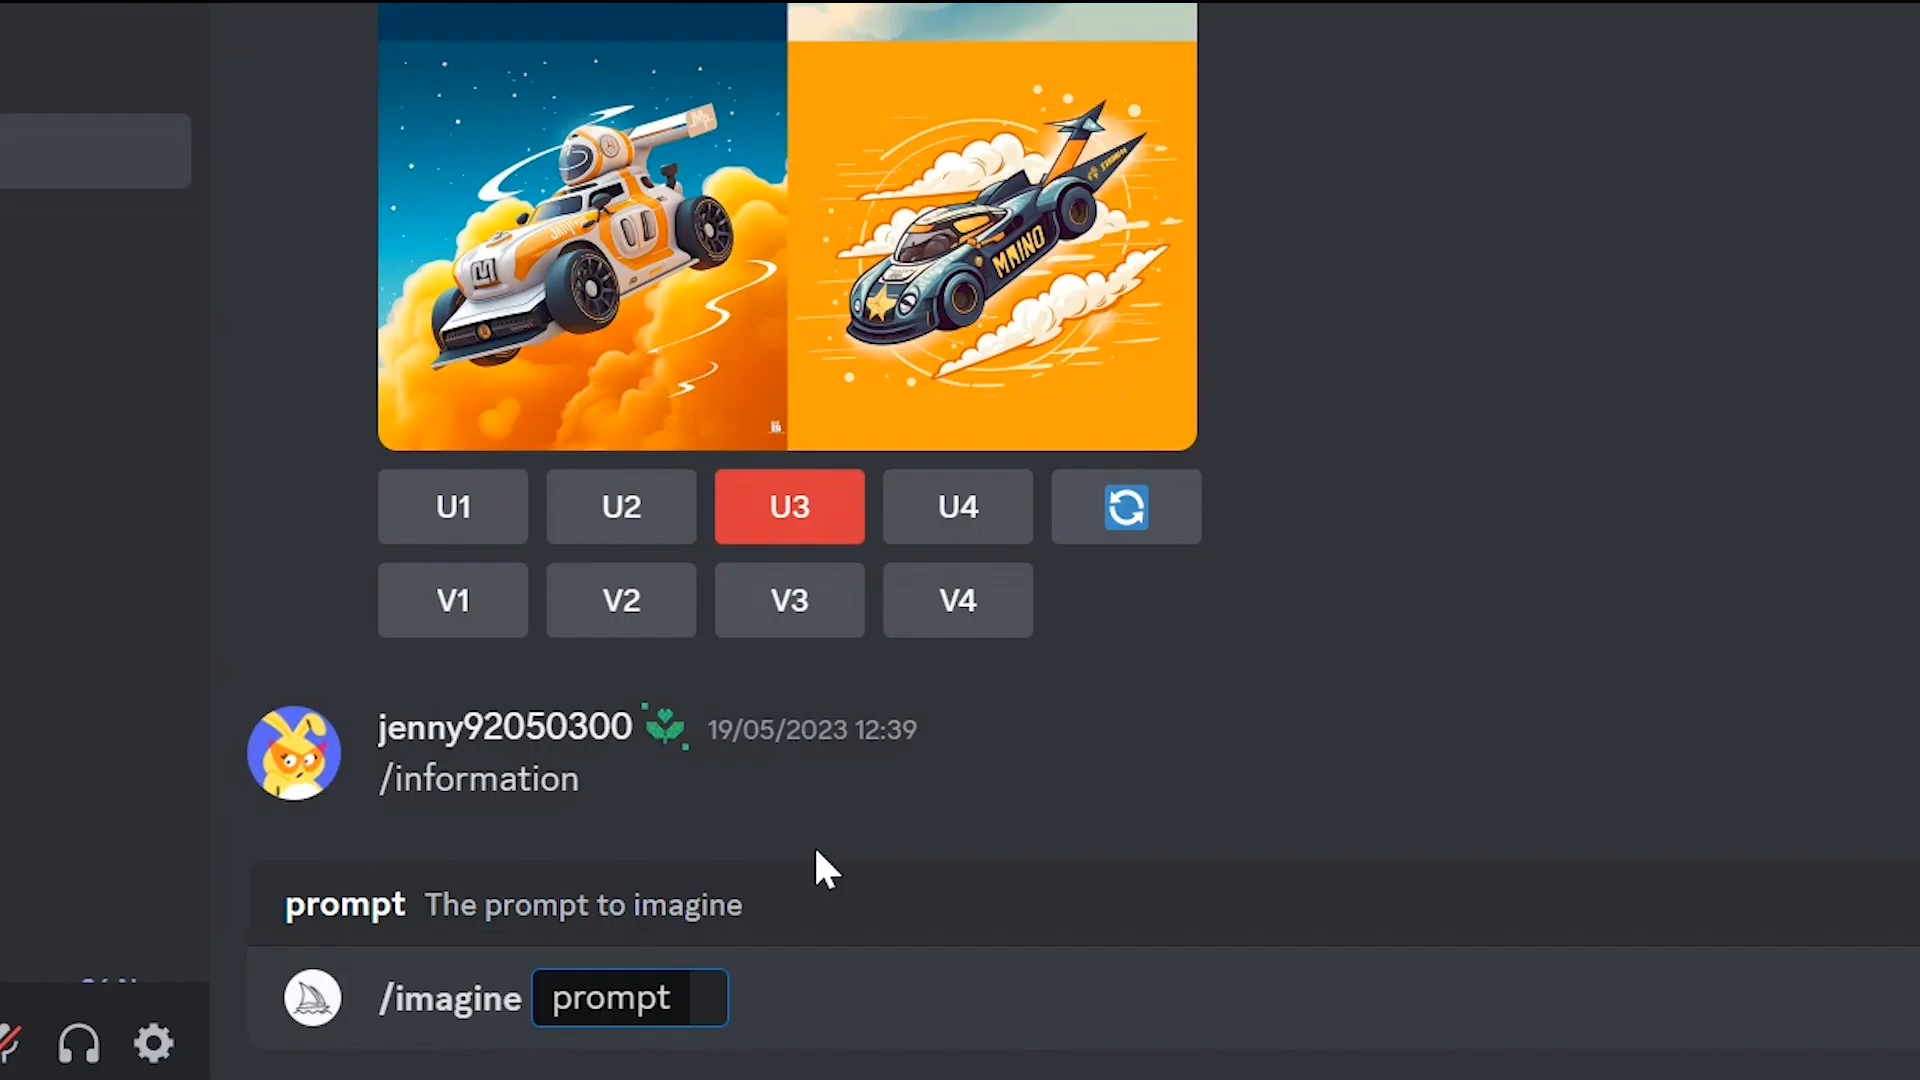 MNINO
U1 U2 U3 U4
V1 V2 V3 V4
jenny92050300 19/05/2023 12:39
/information
prompt The prompt to imagine
/imagine prompt